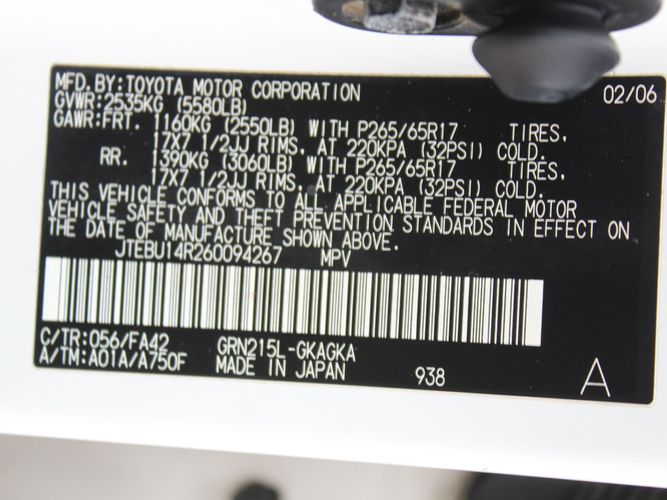 MFD.BY:TOYOTA MOTOR CORPORATION 02/06
GVWR:2535KG (5580LB)
GAWR:FRT. 1160KG (2550LB) WITH P265/65R17 TIRES,
17X7 1/2JJ RIMS, AT 220KPA (32PSI) COLD.
RR. 1390KG (3060LB) WITH P265/65R17 TIRES,
17X7 1/2JJ RIMS, AT 220KPA (32PSI) COLD.
THIS VEHICLE CONFORMS TO ALL APPLICABLE FEDERAL MOTOR
VEHICLE SAFETY AND THEFT PREVENTION STANDARDS IN EFFECT ON
THE DATE OF MANUFACTURE SHOWN ABOVE.
JTEBU14R260094267 MPV
C/TR:056/FA42 GRN215L-GKAGKA
A/TM:A01A/A750F MADE IN JAPAN 938 A